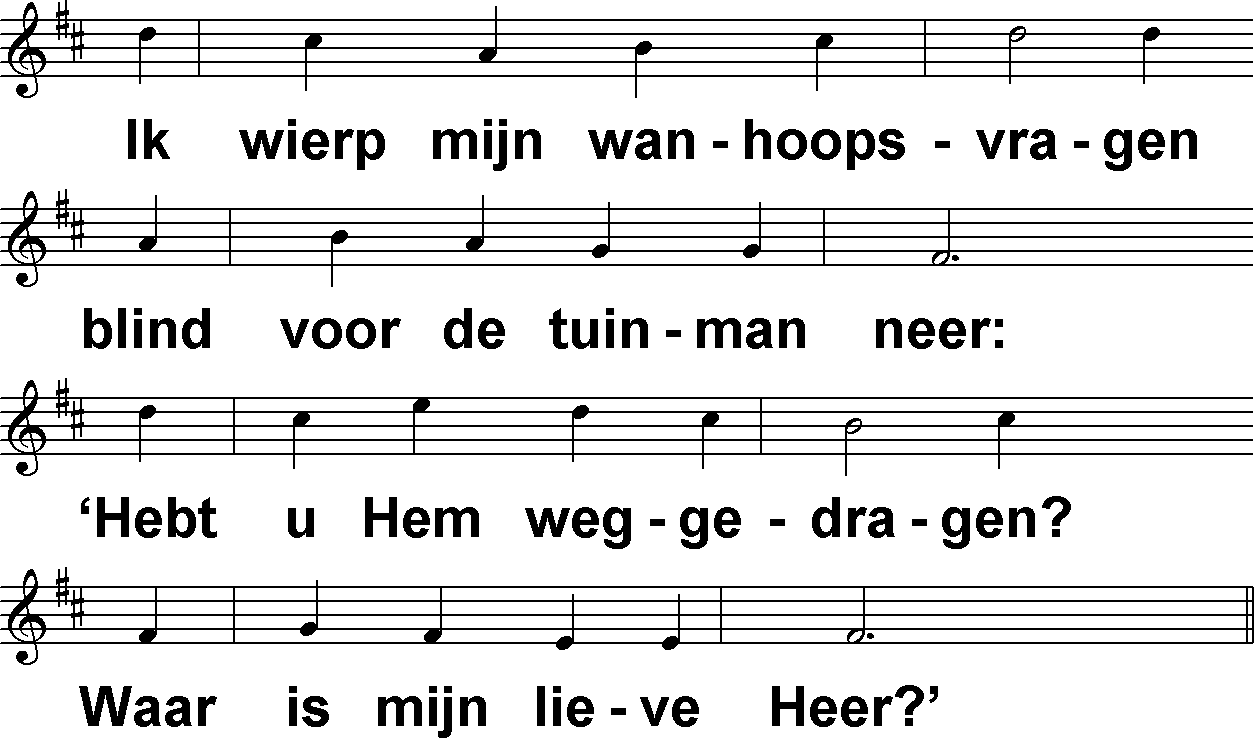 Ik wierp mijn wan - hoops - vra - gen
blind voor de tuin - man neer:
‘Hebt u Hem weg - ge - dra - gen?
Waar is mijn lie - ve Heer?’